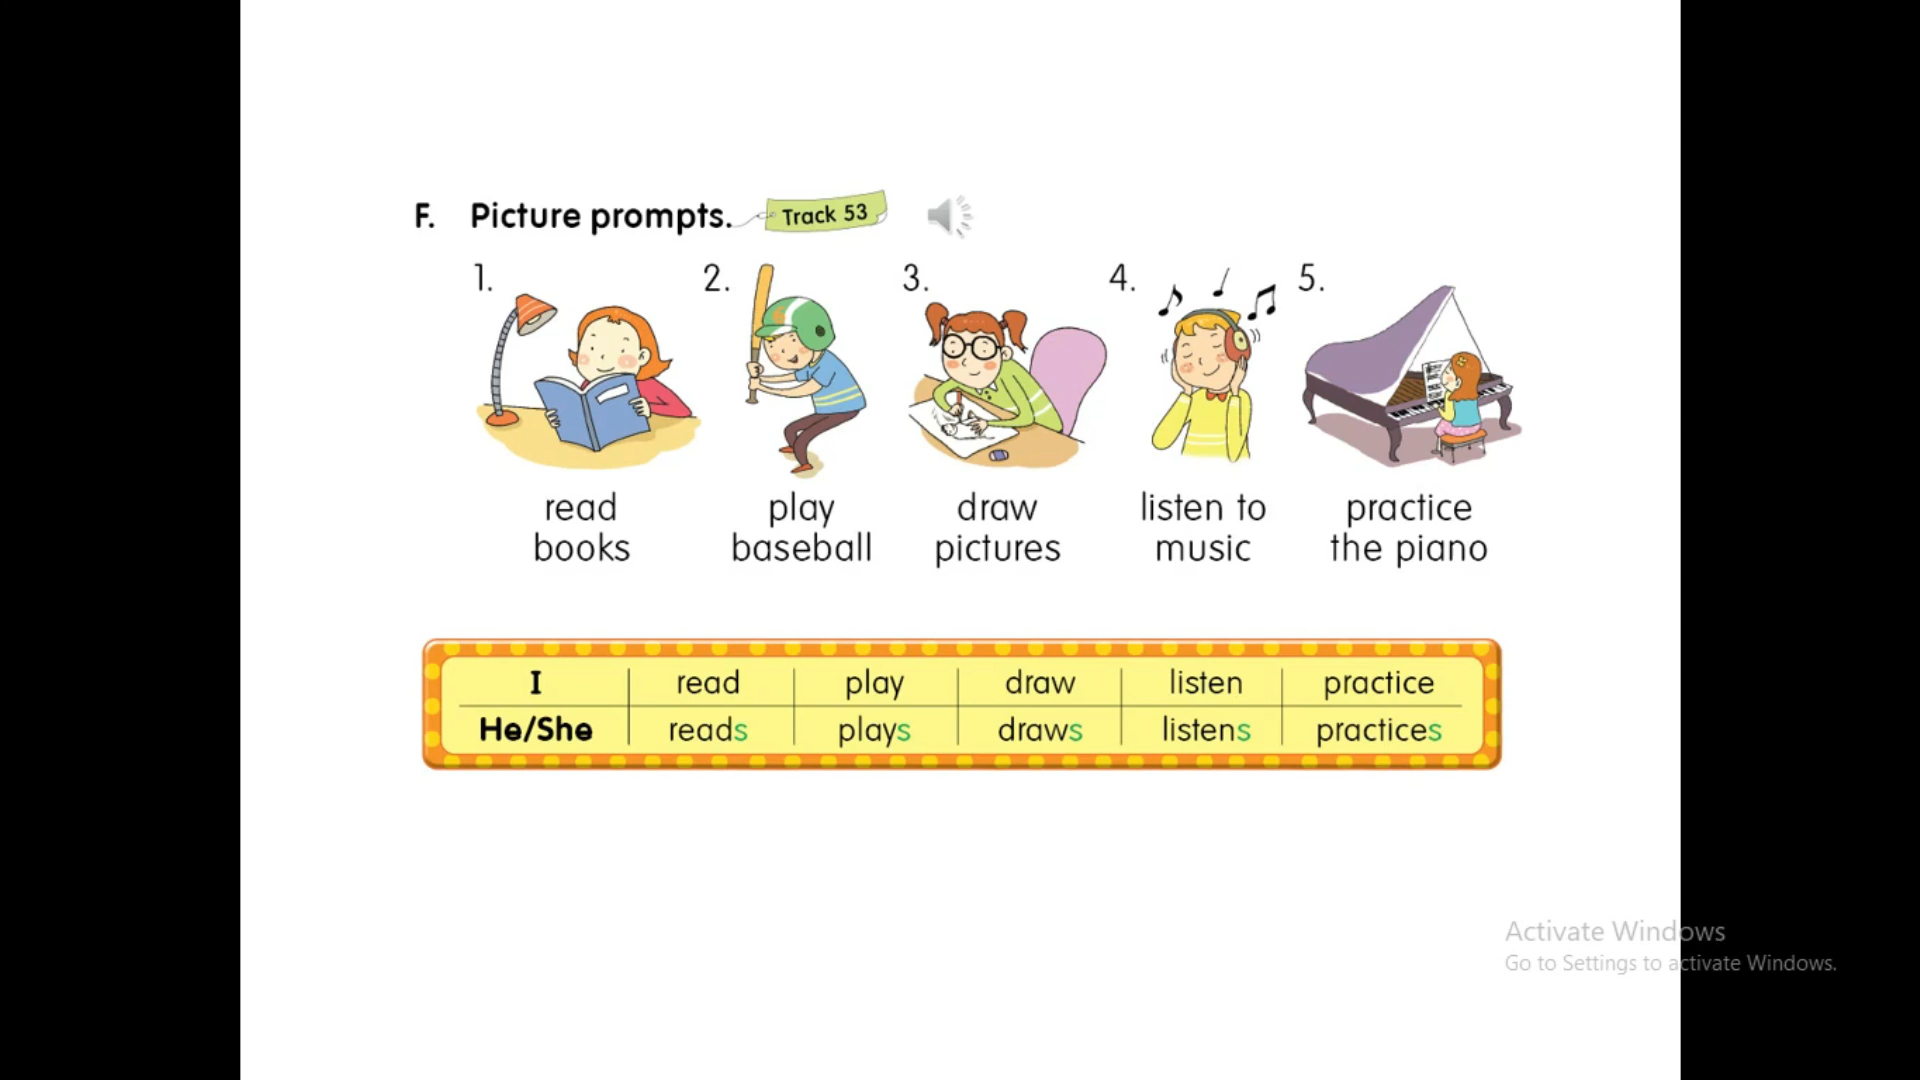 F. Picture prompts. Track 53
1. 2. 3. 4. 5.
read play draw listen to practice
books baseball pictures music the piano
I read play draw listen practice
He/She reads plays draws listens practices
Activate Windows
Go to Settings to activate Windows.